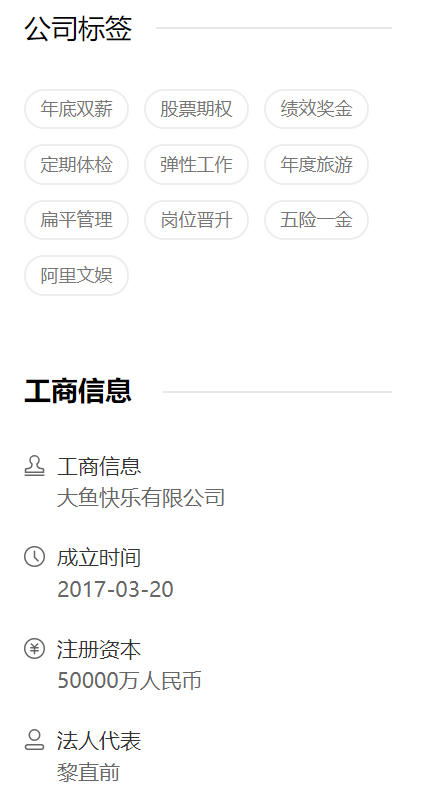 公司标签
年底双薪 股票期权 绩效奖金
定期体检 弹性工作 年度旅游
扁平管理 岗位晋升 五险一金
阿里文娱
工商信息
工商信息
大鱼快乐有限公司
成立时间
2017-03-20
注册资本
50000万人民币
法人代表
黎直前